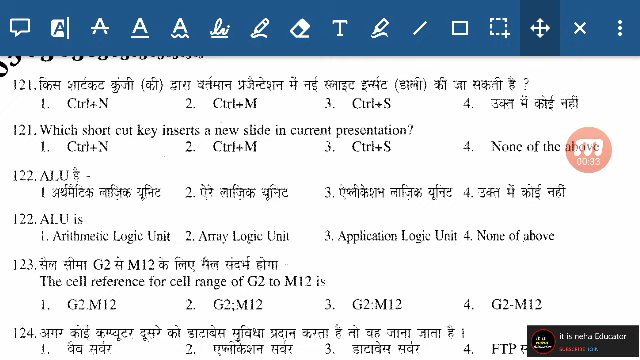 121. किस शार्टकट कुंजी (की) द्वारा वर्तमान प्रजैन्टेशन में नई स्लाइट इन्सॅट (डाली) की जा सकती है ?
1. Ctrl+N 2. Ctrl+M 3. Ctrl+S 4. उक्त में कोई नहीं
121. Which short cut key inserts a new slide in current presentation?
1. Ctrl+N 2. Ctrl+M 3. Ctrl+S 4. None of the above
00:33
122. ALU है -
1 अर्थमैटिक लाज़िक यूनिट 2. ऐरे लाज़िक यूनिट 3. ऐप्लीकेशन लाज़िक यूनिट 4. उक्त में कोई नहीं
122. ALU is
1. Arithmetic Logic Unit 2. Array Logic Unit 3. Application Logic Unit 4. None of above
123. सैल सीमा G2 से M12 के लिए सैल संदर्भ होगा -
The cell reference for cell range of G2 to M12 is
1. G2.M12 2. G2;M12 3. G2:M12 4. G2-M12
124. अगर कोई कम्प्यूटर दूसरे को डाटाबेस सुविधा प्रदान करता है तो वह जाना जाता है ।
1. वैव सर्वर 2. एप्लीकेशन सर्वर 3. डाटाबेस सर्वर 4. FTP
it is neha Educator
SUBSCRIBE JOIN